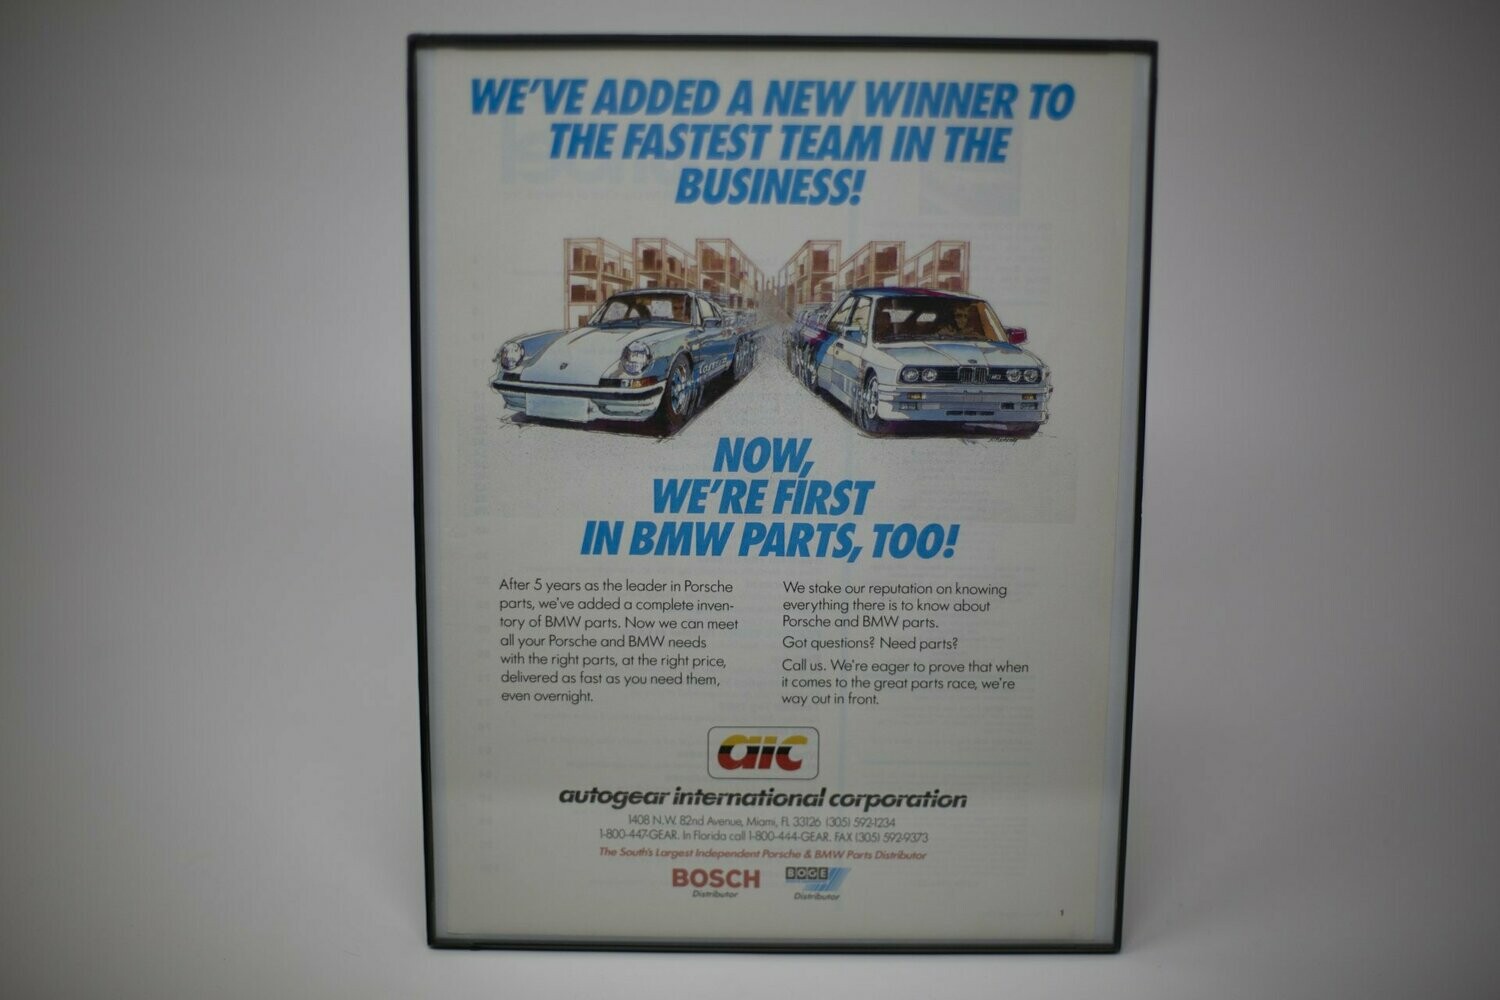 WE'VE ADDED A NEW WINNER TO
THE FASTEST TEAM IN THE
BUSINESS!
Carrera
M3
NOW,
WE'RE FIRST
IN BMW PARTS, TOO!
After 5 years as the leader in Porsche
parts, we've added a complete inven-
tory of BMW parts. Now we can meet
all your Porsche and BMW needs
with the right parts, at the right price,
delivered as fast as you need them,
even overnight.
We stake our reputation on knowing
everything there is to know about
Porsche and BMW parts.
Got questions? Need parts?
Call us. We're eager to prove that when
it comes to the great parts race, we're
way out in front.
aic
autogear international corporation
1408 N.W. 82nd Avenue, Miami, FL 33126 (305) 592-1234
1-800-447-GEAR. In Florida call 1-800-444-GEAR. FAX (305) 592-9373
The South's Largest Independent Porsche & BMW Parts Distributor
BOSCH
Distributor
BOGE
Distributor
1